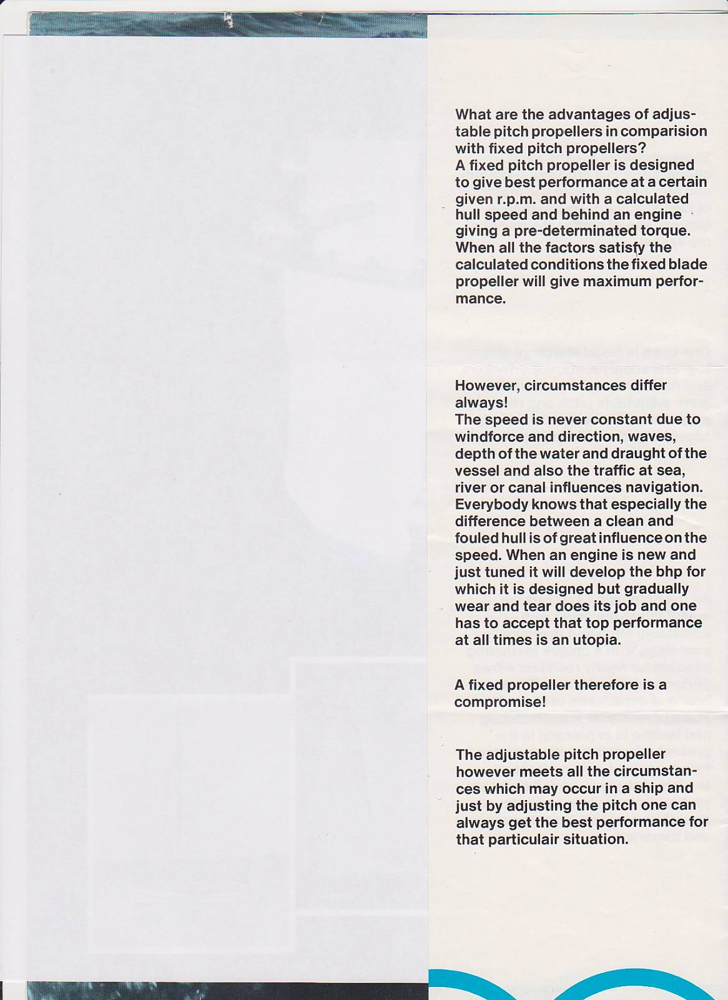 What are the advantages of adjus-
table pitch propellers in comparision
with fixed pitch propellers?
A fixed pitch propeller is designed
to give best performance at a certain
given r.p.m. and with a calculated
hull speed and behind an engine
giving a pre-determinated torque.
When all the factors satisfy the
calculated conditions the fixed blade
propeller will give maximum perfor-
mance.
However, circumstances differ
always!
The speed is never constant due to
windforce and direction, waves,
depth of the water and draught of the
vessel and also the traffic at sea,
river or canal influences navigation.
Everybody knows that especially the
difference between a clean and
fouled hull is of great influence on the
speed. When an engine is new and
just tuned it will develop the bhp for
which it is designed but gradually
wear and tear does its job and one
has to accept that top performance
at all times is an utopia.
A fixed propeller therefore is a
compromise!
The adjustable pitch propeller
however meets all the circumstan-
ces which may occur in a ship and
just by adjusting the pitch one can
always get the best performance for
that particulair situation.